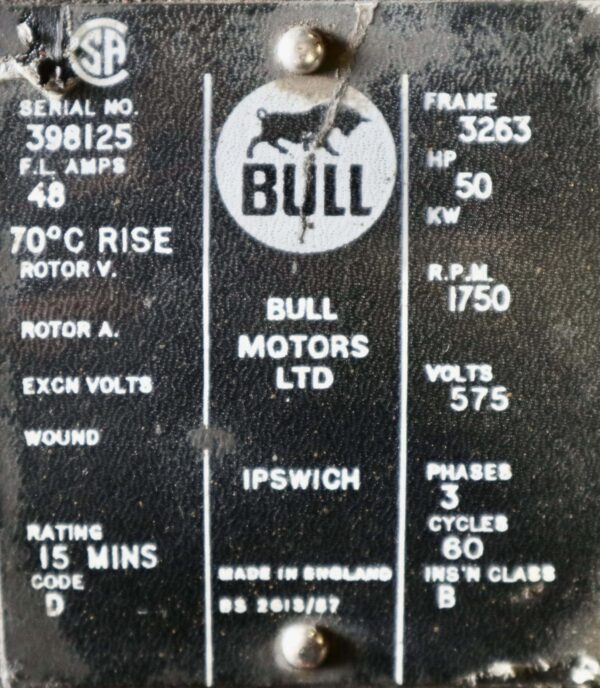 SA
SERIAL NO.
398125
F.L. AMPS
48
70°C RISE
ROTOR V.
ROTOR A.
EXCN VOLTS
WOUND
RATING
15 MINS
CODE
D
BULL
BULL
MOTORS
LTD
IPSWICH
MADE IN ENGLAND
BS 2613/57
FRAME
3263
HP
50
KW
R.P.M.
1750
VOLTS
575
PHASES
3
CYCLES
60
INS'N CLASS
B